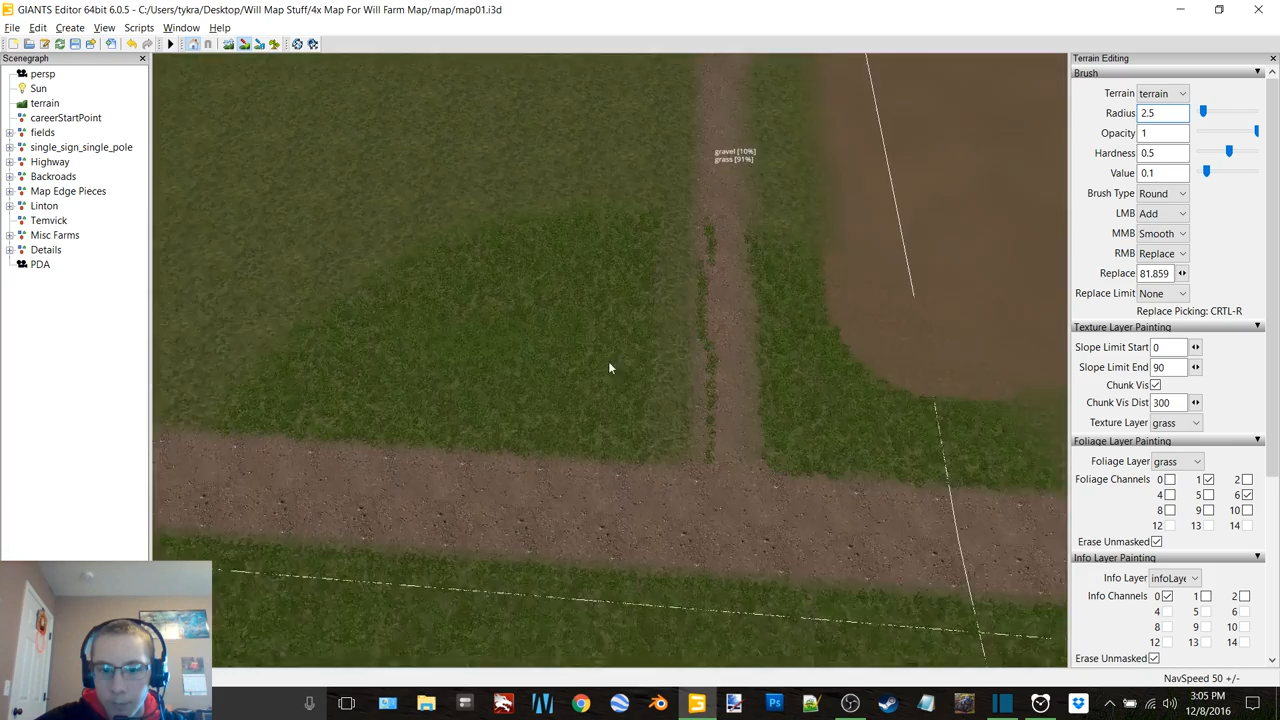 GIANTS Editor 64bit 6.0.5 - C:/Users/tykra/Desktop/Will Map Stuff/4x Map For Will Farm Map/map/map01.i3d
File Edit Create View Scripts Window Help
Scenegraph
persp
Sun
terrain
careerStartPoint
fields
single_sign_single_pole
Highway
Backroads
Map Edge Pieces
Linton
Temvick
Misc Farms
Details
PDA
gravel [10%]
grass [91%]
Terrain Editing
Brush
Terrain terrain
Radius 2.5
Opacity 1
Hardness 0.5
Value 0.1
Brush Type Round
LMB Add
MMB Smooth
RMB Replace
Replace 81.859
Replace Limit None
Replace Picking: CRTL-R
Texture Layer Painting
Slope Limit Start 0
Slope Limit End 90
Chunk Vis
Chunk Vis Dist 300
Texture Layer grass
Foliage Layer Painting
Foliage Layer grass
Foliage Channels 0 1 2
4 5 6
8 9 10
12 13 14
Erase Unmasked
Info Layer Painting
Info Layer infoLaye
Info Channels 0 1 2
4 5 6
8 9 10
12 13 14
Erase Unmasked
NavSpeed 50 +/-
3:05 PM
12/8/2016